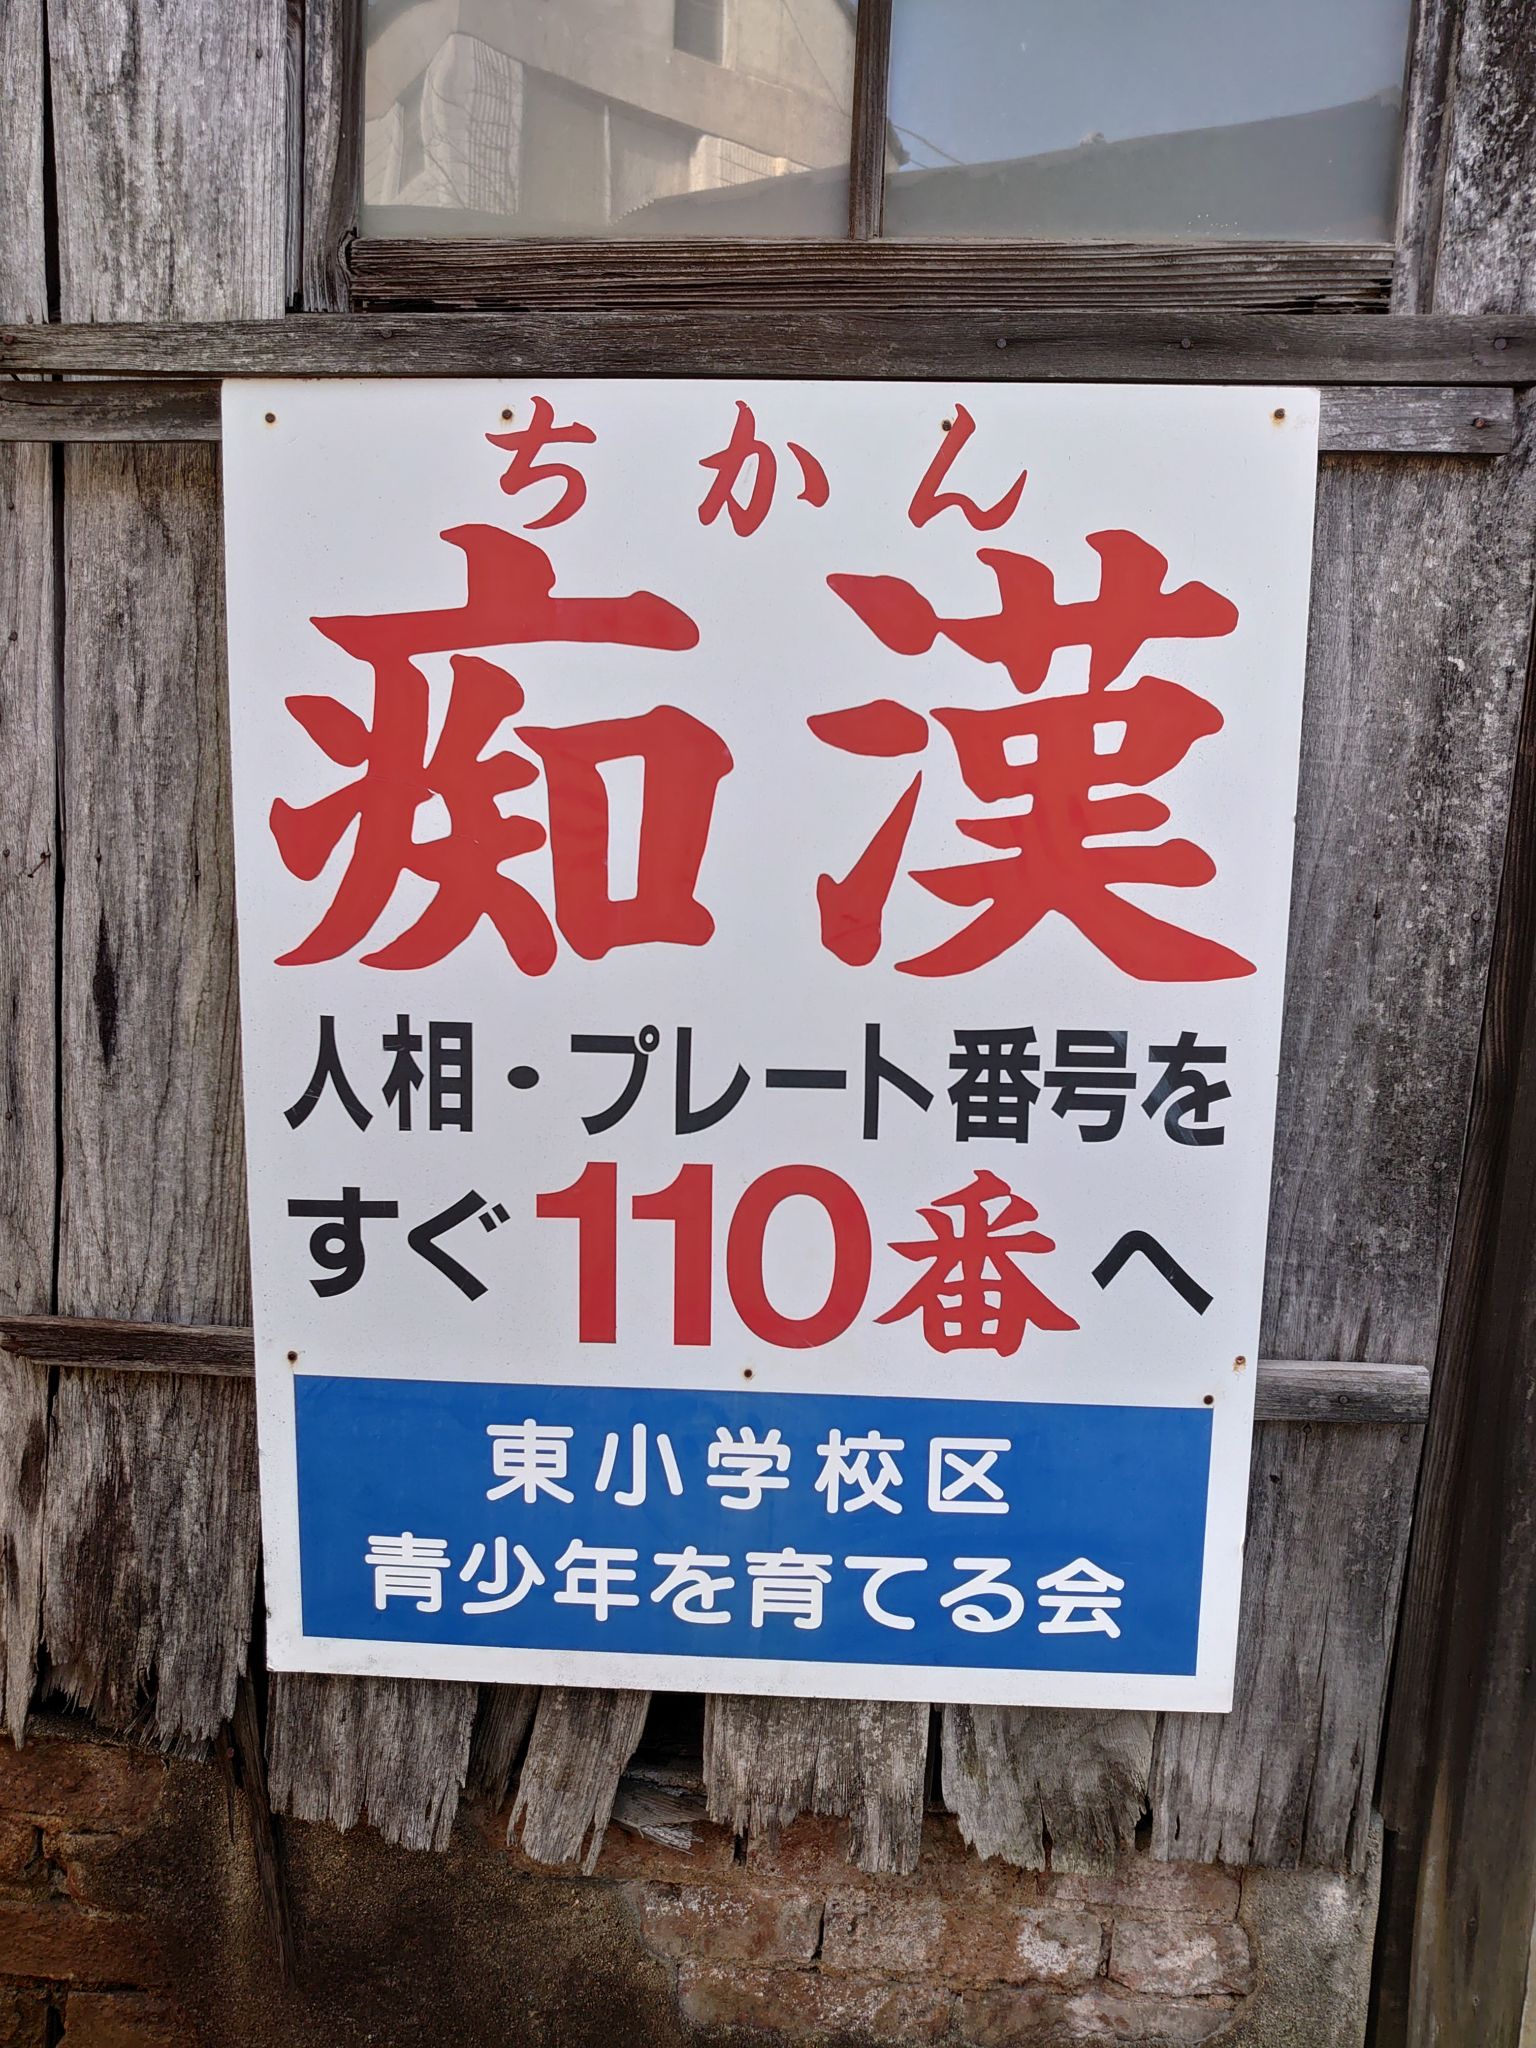 ちかん
痴漢
人相・プレート番号を
すぐ110番へ
東小学校区
青少年を育てる会